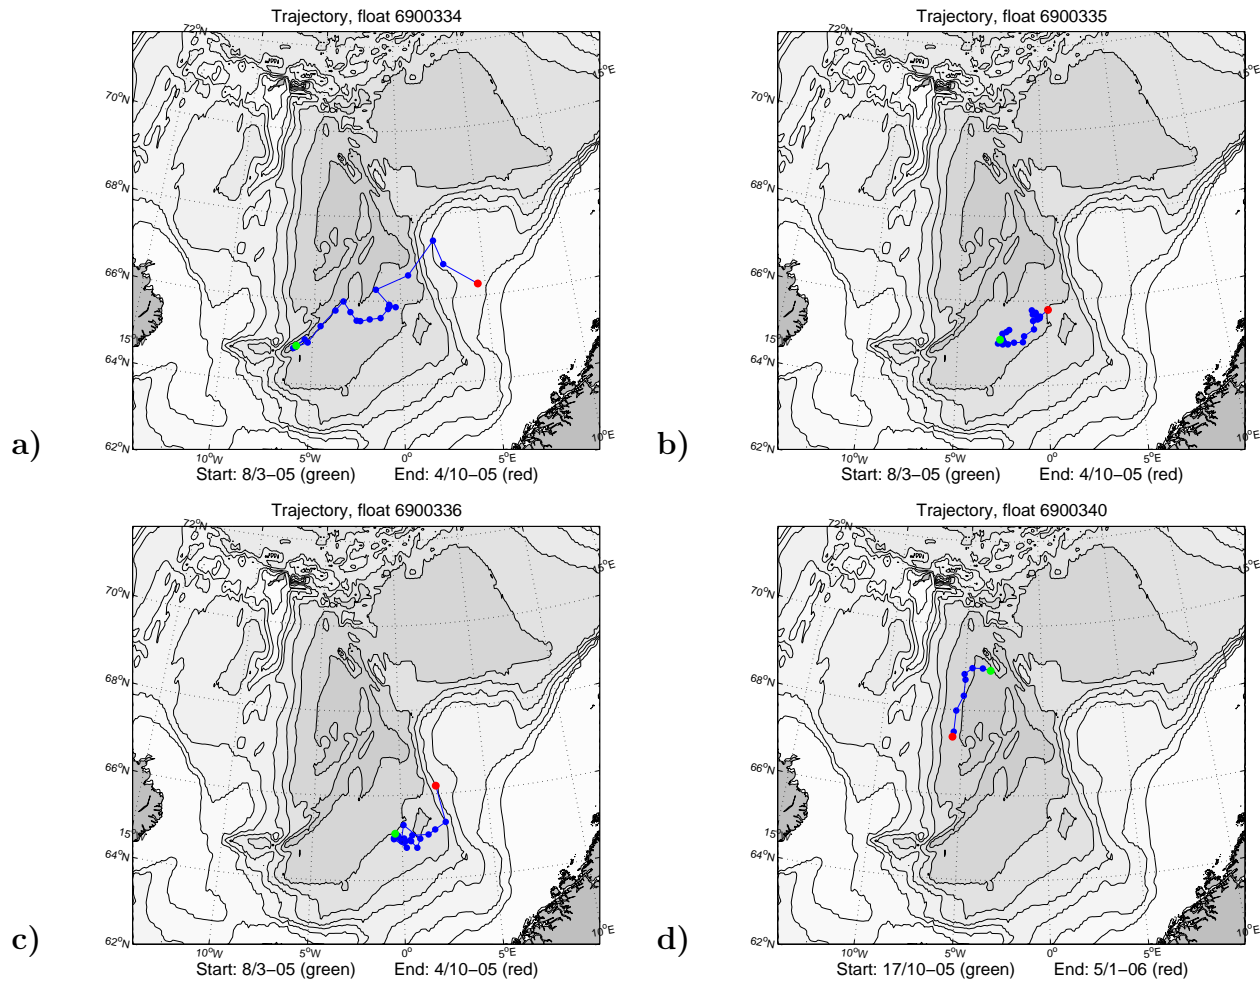 Trajectory, float 6900334
72°N
15°E
70°N
68°N
66°N
15°
64°N
62°N
10°W
5°W
0°
5°E
10°E
a)
Start: 8/3−05 (green) End: 4/10−05 (red)
Trajectory, float 6900335
72°N
15°E
70°N
68°N
66°N
15°
64°N
62°N
10°W
5°W
0°
5°E
10°E
b)
Start: 8/3−05 (green) End: 4/10−05 (red)
Trajectory, float 6900336
72°N
15°E
70°N
68°N
66°N
15°
64°N
62°N
10°W
5°W
0°
5°E
10°E
c)
Start: 8/3−05 (green) End: 4/10−05 (red)
Trajectory, float 6900340
72°N
15°E
70°N
68°N
66°N
15°
64°N
62°N
10°W
5°W
0°
5°E
10°E
d)
Start: 17/10−05 (green) End: 5/1−06 (red)